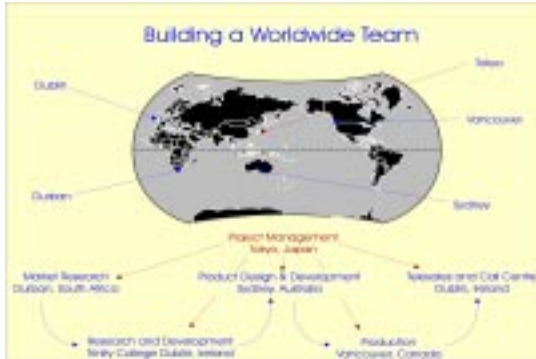 Building a Worldwide Team
Tokyo
Dublin
Vancouver
Durban
Sydney
Project Management
Tokyo, Japan
Market Research
Durban, South Africa
Product Design & Development
Sydney, Australia
Telesales and Call Centre
Dublin, Ireland
Research and Development
Trinity College Dublin, Ireland
Production
Vancouver, Canada